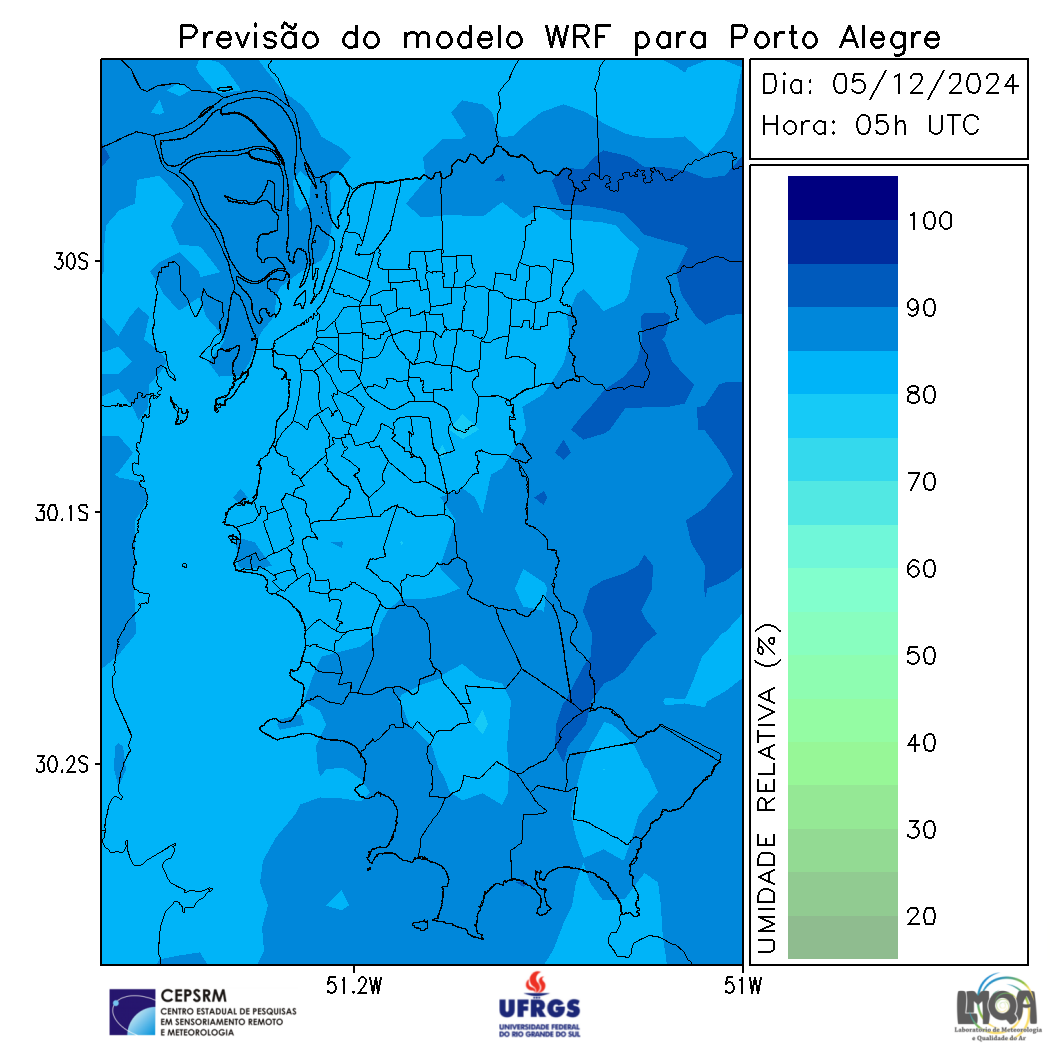 Previsão do modelo WRF para Porto Alegre
Dia: 05/12/2024
Hora: 05h UTC
100
90
80
70
60
50
40
30
20
UMIDADE RELATIVA (%)
30S
30.1S
30.2S
51.2W
51W
CEPSRM
CENTRO ESTADUAL DE PESQUISAS
EM SENSORIAMENTO REMOTO
E METEOROLOGIA
UFRGS
UNIVERSIDADE FEDERAL
DO RIO GRANDE DO SUL
LMQA
Laboratório de Meteorologia
e Qualidade do Ar